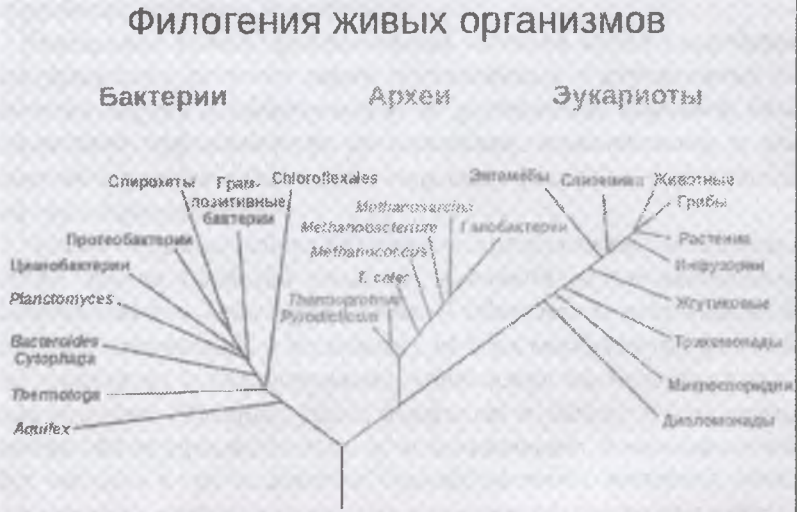 Филогения живых организмов
Бактерии
Археи
Эукариоты
Спирохеты
Грам-
позитивные
бактерии
Chloroflexales
Протеобактерии
Цианобактерии
Planctomyces
Bacteroides
Cytophaga
Thermotoga
Aquifex
Methanosarcina
Methanobacterium
Methanococcus
T. celer
Thermoproteus
Pyrodicticum
Галобактерии
Энтамёбы
Слизевики
Животные
Грибы
Растения
Инфузории
Жгутиковые
Трихомонады
Микроспоридии
Дипломонады